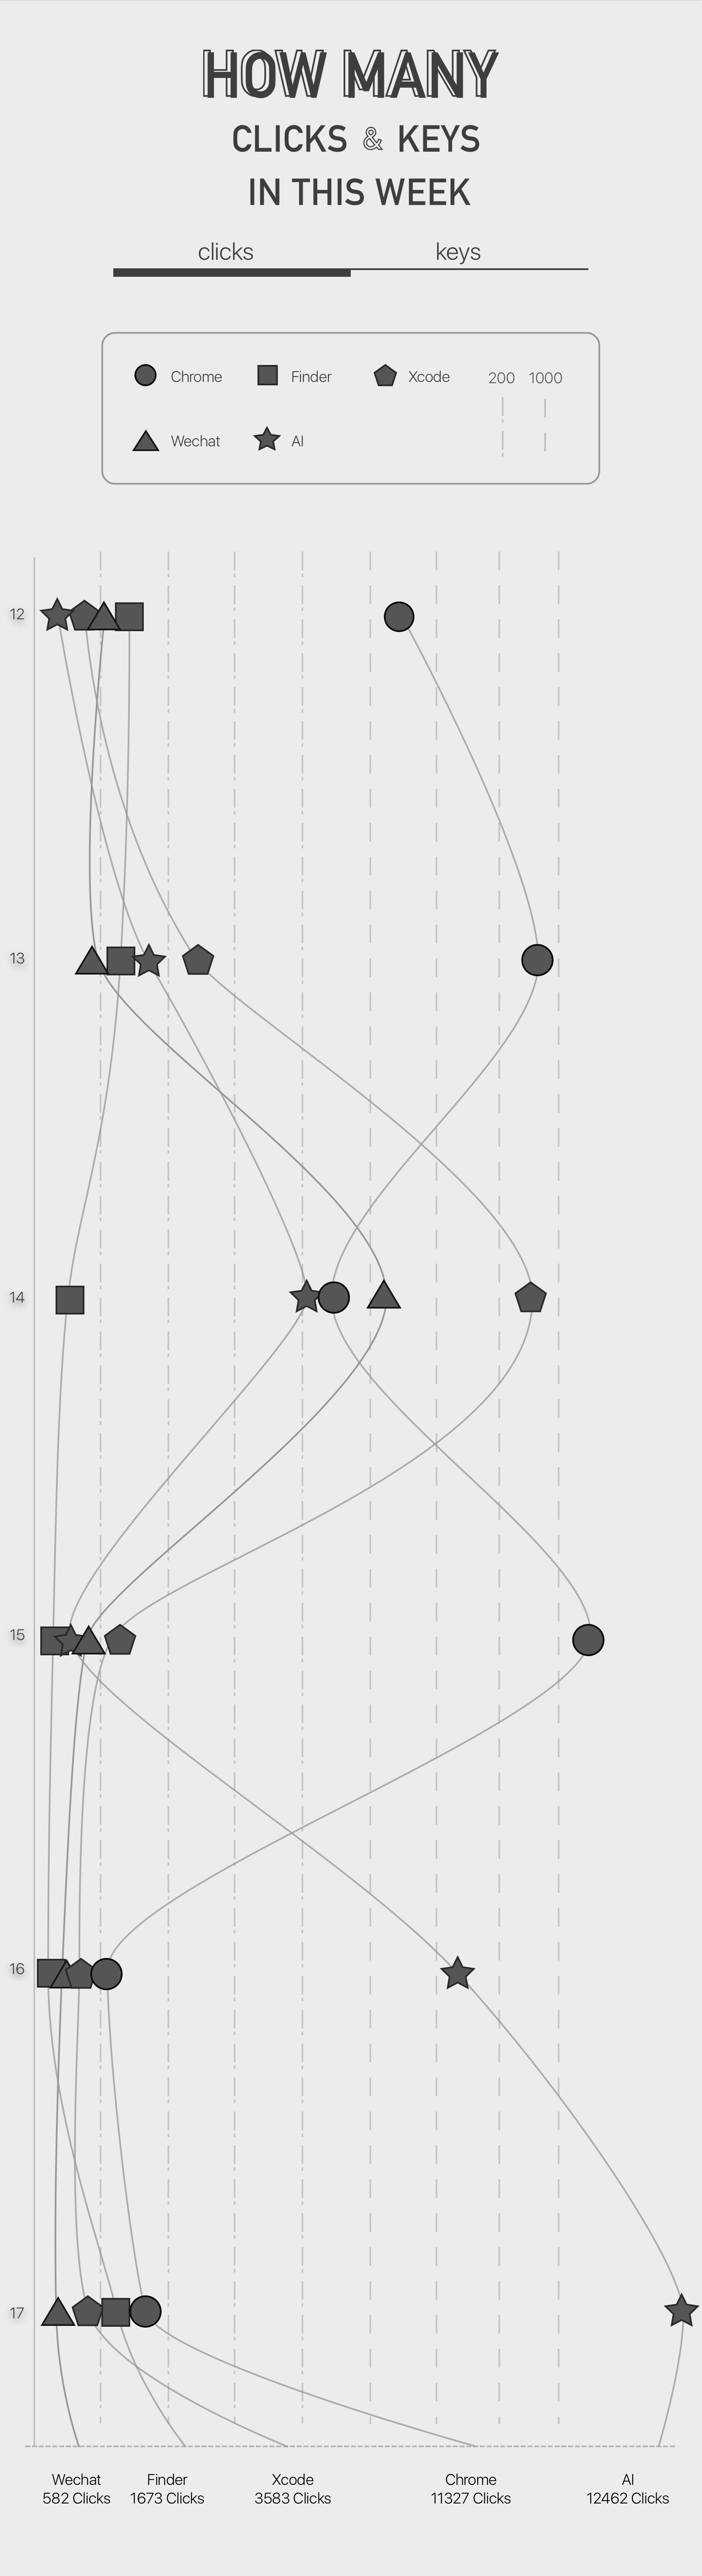 HOW MANY
CLICKS & KEYS
IN THIS WEEK
clicks keys
Chrome Finder Xcode 200 1000
Wechat AI
12
13
14
15
16
17
Wechat Finder Xcode Chrome AI
582 Clicks 1673 Clicks 3583 Clicks 11327 Clicks 12462 Clicks